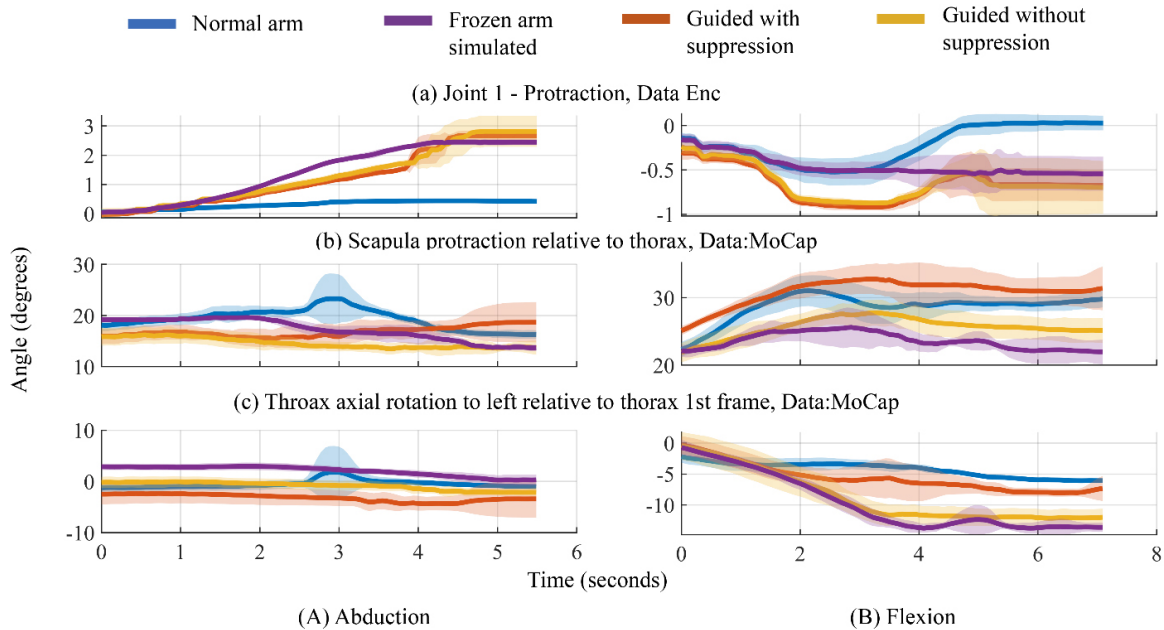 Normal arm
Frozen arm
simulated
Guided with
suppression
Guided without
suppression
(a) Joint 1 - Protraction, Data Enc
3
2
1
0
0
-0.5
-1
(b) Scapula protraction relative to thorax, Data:MoCap
30
20
10
30
20
Angle (degrees)
(c) Throax axial rotation to left relative to thorax 1st frame, Data:MoCap
10
0
-10
0
-5
-10
0 1 2 3 4 5 6
0 2 4 6 8
Time (seconds)
(A) Abduction
(B) Flexion